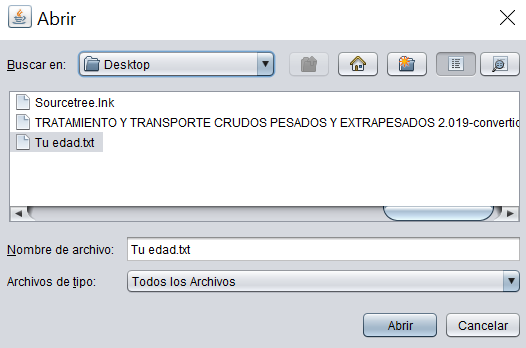 Abrir
Buscar en: Desktop
Sourcetree.lnk
TRATAMIENTO Y TRANSPORTE CRUDOS PESADOS Y EXTRAPESADOS 2.019-convertid
Tu edad.txt
Nombre de archivo: Tu edad.txt
Archivos de tipo: Todos los Archivos
Abrir Cancelar